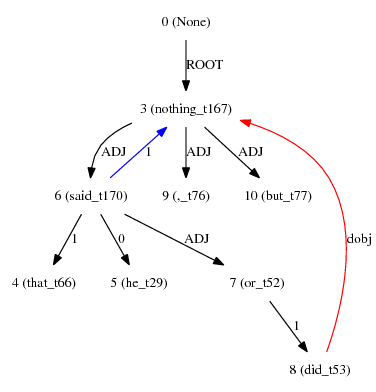 0 (None)
ROOT
3 (nothing_t167)
ADJ 1 ADJ ADJ
6 (said_t170) 9 (,_t76) 10 (but_t77)
1 0 ADJ dobj
4 (that_t66) 5 (he_t29) 7 (or_t52)
1
8 (did_t53)